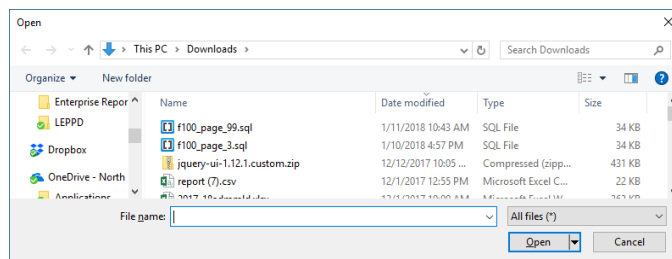 Open
This PC > Downloads >
Search Downloads
Organize
New folder
Enterprise Repor
LEPPD
Dropbox
OneDrive - North
Applications
Name Date modified Type Size
f100_page_99.sql 1/11/2018 10:43 AM SQL File 34 KB
f100_page_3.sql 1/10/2018 4:57 PM SQL File 34 KB
jquery-ui-1.12.1.custom.zip 12/12/2017 10:05 ... Compressed (zipp... 431 KB
report (7).csv 12/1/2017 12:55 PM Microsoft Excel C... 22 KB
File name:
All files (*)
Open
Cancel